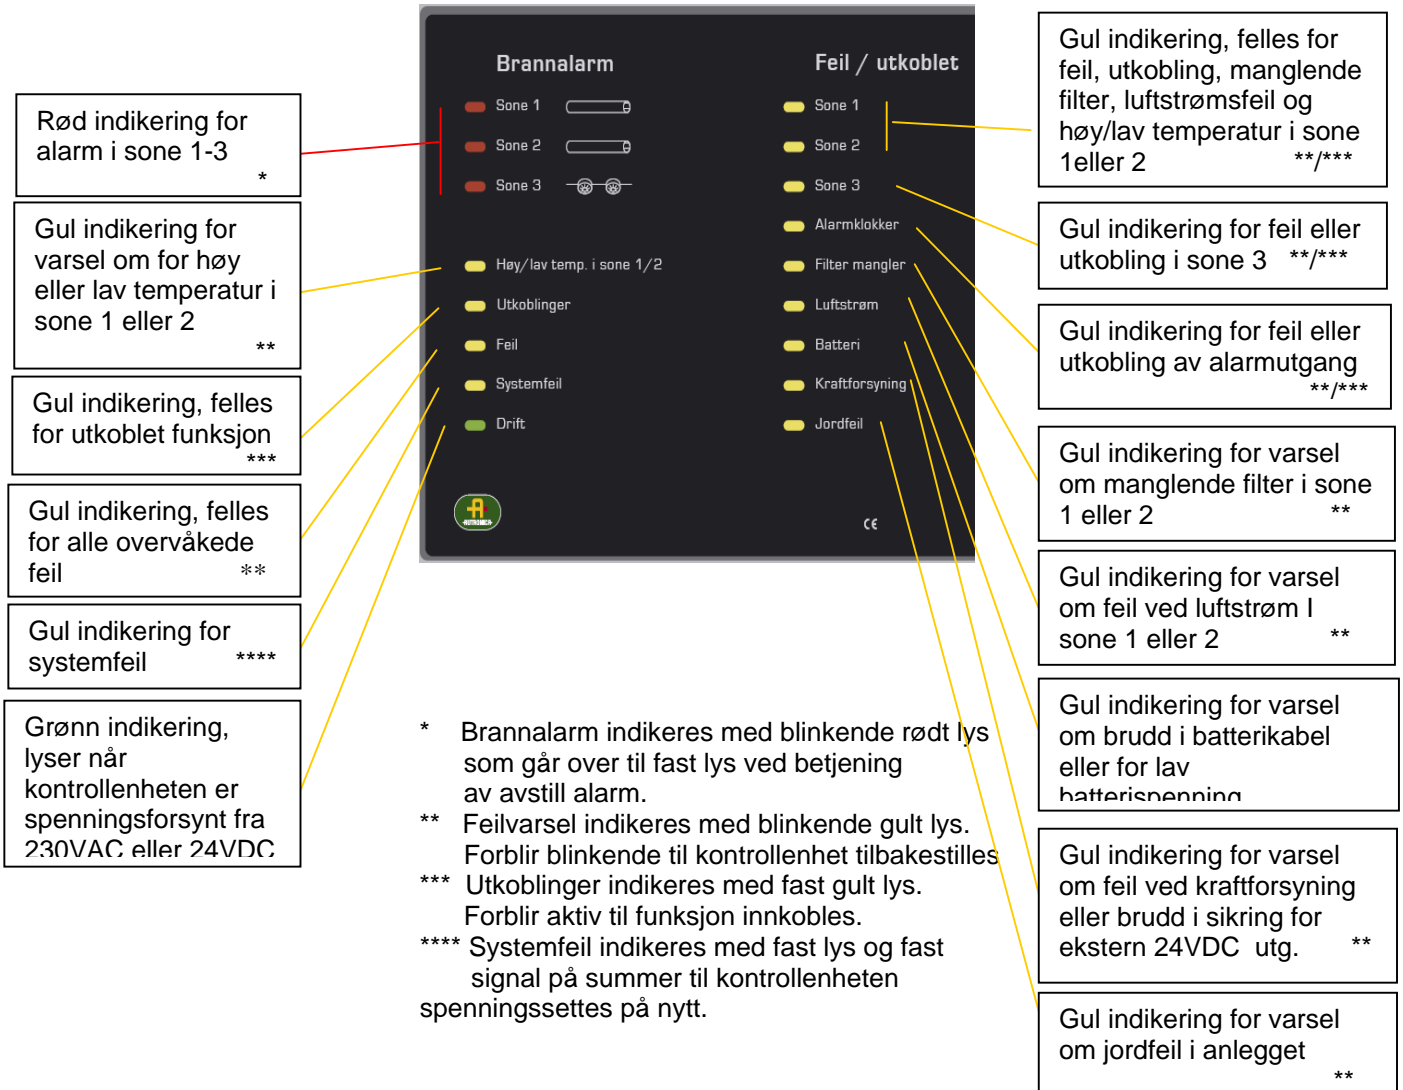 Rød indikering for
alarm i sone 1-3
*
Gul indikering for
varsel om for høy
eller lav temperatur i
sone 1 eller 2
**
Gul indikering, felles
for utkoblet funksjon
***
Gul indikering, felles
for alle overvåkede
feil **
Gul indikering for
systemfeil ****
Grønn indikering,
lyser når
kontrollenheten er
spenningsforsynt fra
230VAC eller 24VDC
Brannalarm
Sone 1
Sone 2
Sone 3
Høy/lav temp. i sone 1/2
Utkoblinger
Feil
Systemfeil
Drift
AUTRONICA
Feil / utkoblet
Sone 1
Sone 2
Sone 3
Alarmklokker
Filter mangler
Luftstrøm
Batteri
Kraftforsyning
Jordfeil
CE
* Brannalarm indikeres med blinkende rødt lys
som går over til fast lys ved betjening
av avstill alarm.
** Feilvarsel indikeres med blinkende gult lys.
Forblir blinkende til kontrollenhet tilbakestilles
*** Utkoblinger indikeres med fast gult lys.
Forblir aktiv til funksjon innkobles.
**** Systemfeil indikeres med fast lys og fast
signal på summer til kontrollenheten
spenningssettes på nytt.
Gul indikering, felles for
feil, utkobling, manglende
filter, luftstrømsfeil og
høy/lav temperatur i sone
1eller 2 **/***
Gul indikering for feil eller
utkobling i sone 3 **/***
Gul indikering for feil eller
utkobling av alarmutgang
**/***
Gul indikering for varsel
om manglende filter i sone
1 eller 2 **
Gul indikering for varsel
om feil ved luftstrøm I
sone 1 eller 2 **
Gul indikering for varsel
om brudd i batterikabel
eller for lav
batterispenning
Gul indikering for varsel
om feil ved kraftforsyning
eller brudd i sikring for
ekstern 24VDC utg. **
Gul indikering for varsel
om jordfeil i anlegget
**